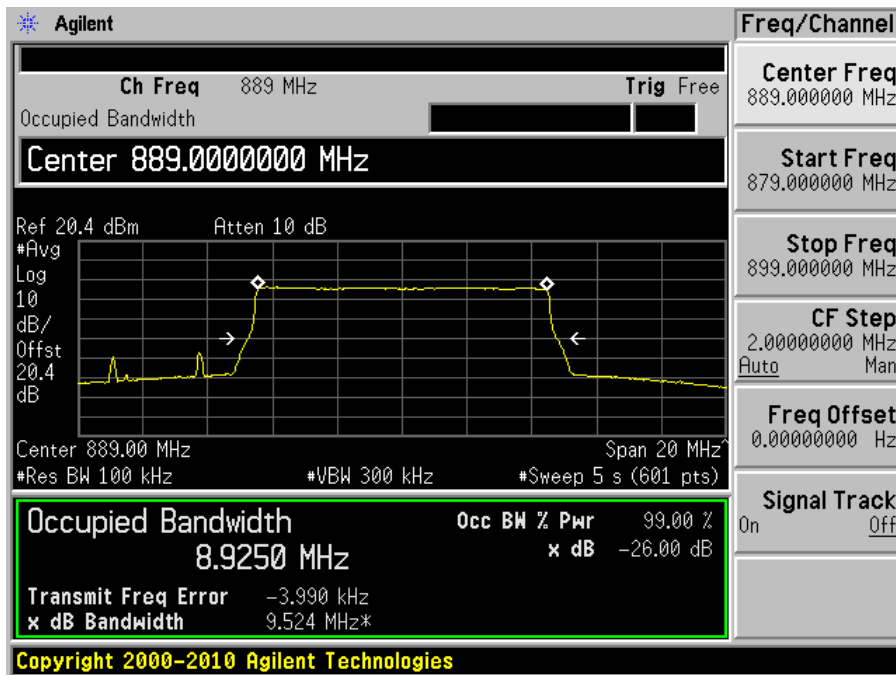 Agilent
Freq/Channel
Ch Freq 889 MHz Trig Free
Occupied Bandwidth
Center 889.0000000 MHz
Ref 20.4 dBm Atten 10 dB
#Avg
Log
10
dB/
Offst
20.4
dB
Center 889.00 MHz Span 20 MHz^
#Res BW 100 kHz #VBW 300 kHz #Sweep 5 s (601 pts)
Occupied Bandwidth Occ BW % Pwr 99.00 %
8.9250 MHz x dB -26.00 dB
Transmit Freq Error -3.990 kHz
x dB Bandwidth 9.524 MHz*
Copyright 2000-2010 Agilent Technologies
Center Freq
889.000000 MHz
Start Freq
879.000000 MHz
Stop Freq
899.000000 MHz
CF Step
2.00000000 MHz
Auto Man
Freq Offset
0.00000000 Hz
Signal Track
On Off